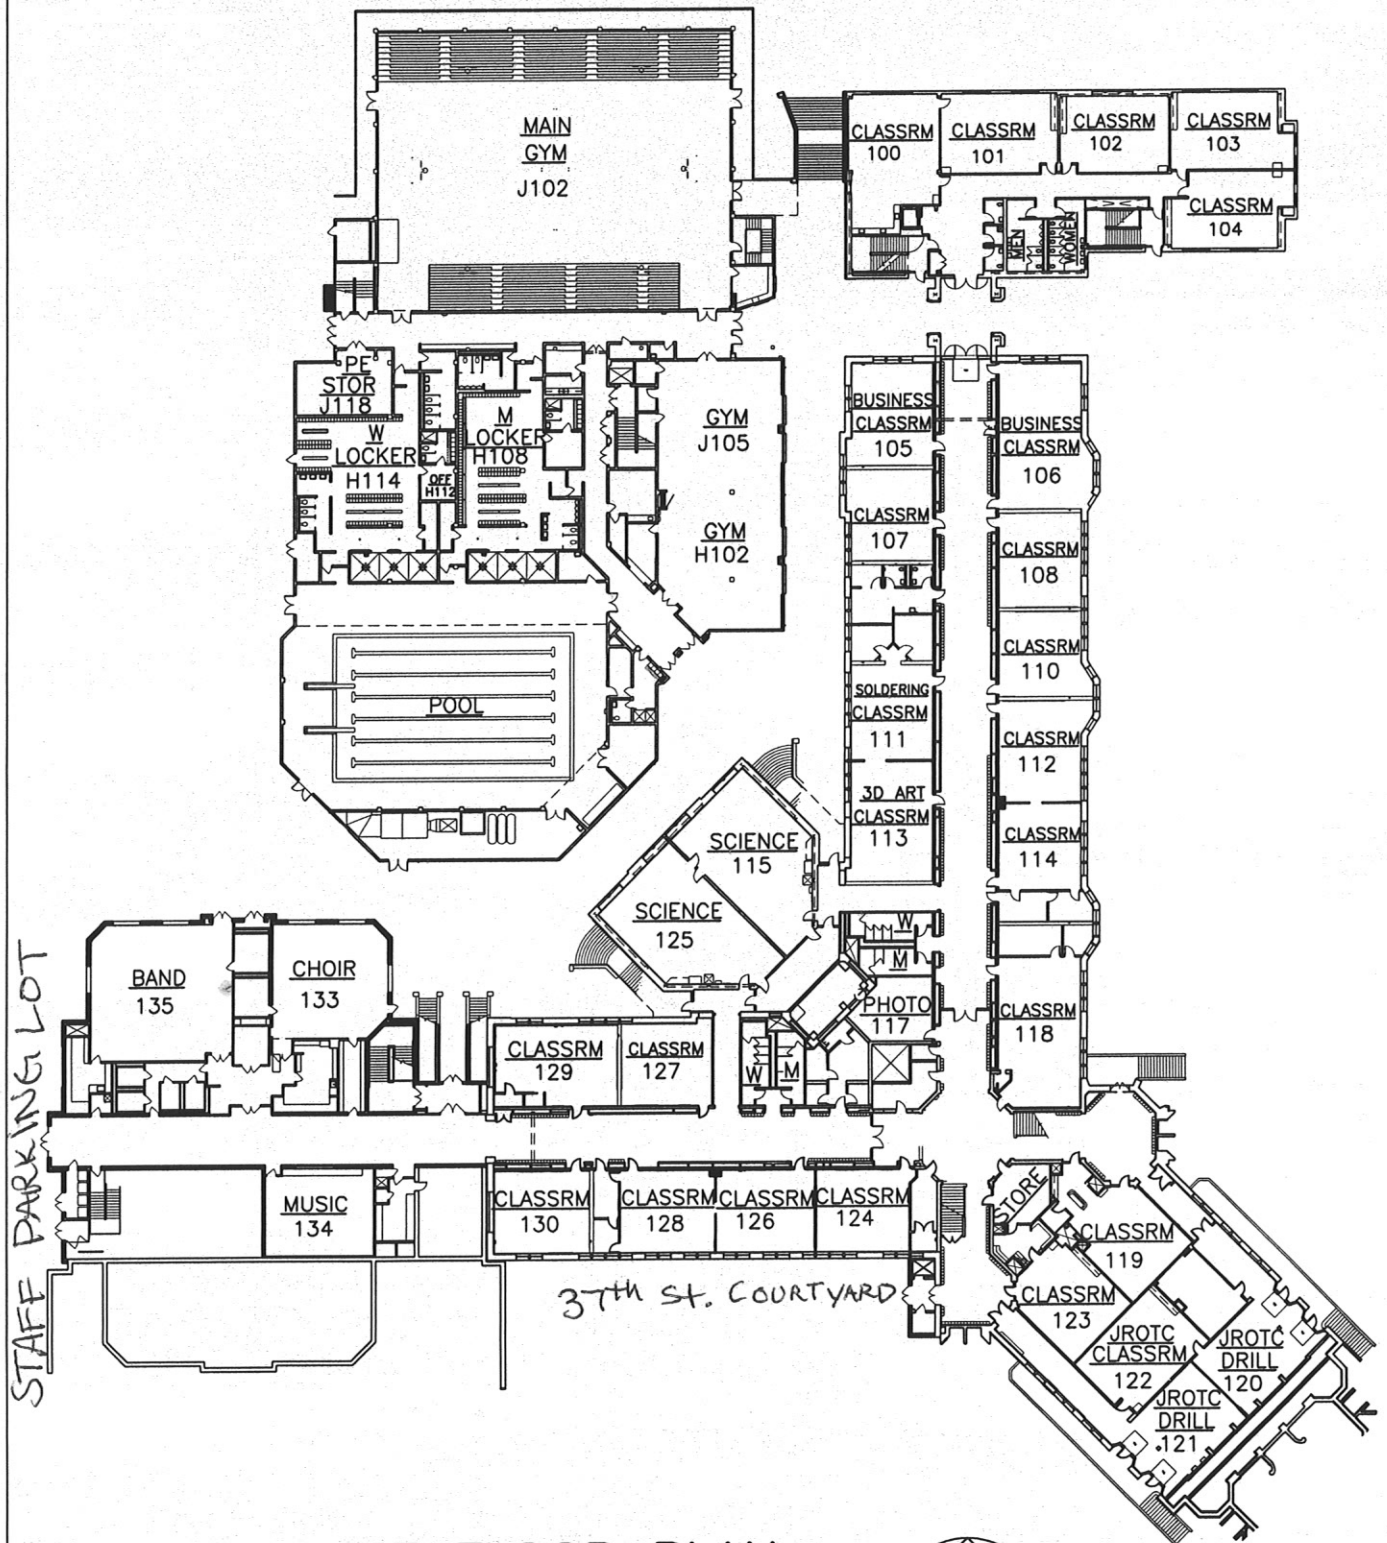 MAIN
GYM
J102
CLASSRM
100
CLASSRM
101
CLASSRM
102
CLASSRM
103
CLASSRM
104
MEN
WOMEN
PE
STOR
J118
W
LOCKER
H114
OFF
H112
M
LOCKER
H108
GYM
J105
GYM
H102
BUSINESS
CLASSRM
105
BUSINESS
CLASSRM
106
CLASSRM
107
CLASSRM
108
CLASSRM
110
SOLDERING
CLASSRM
111
CLASSRM
112
3D ART
CLASSRM
113
CLASSRM
114
POOL
SCIENCE
115
SCIENCE
125
W
M
PHOTO
117
CLASSRM
118
BAND
135
CHOIR
133
CLASSRM
129
CLASSRM
127
W
M
STAFF PARKING LOT
MUSIC
134
CLASSRM
130
CLASSRM
128
CLASSRM
126
CLASSRM
124
STORE
CLASSRM
119
CLASSRM
123
JROTC
CLASSRM
122
JROTC
DRILL
120
JROTC
DRILL
121
37th St. COURTYARD